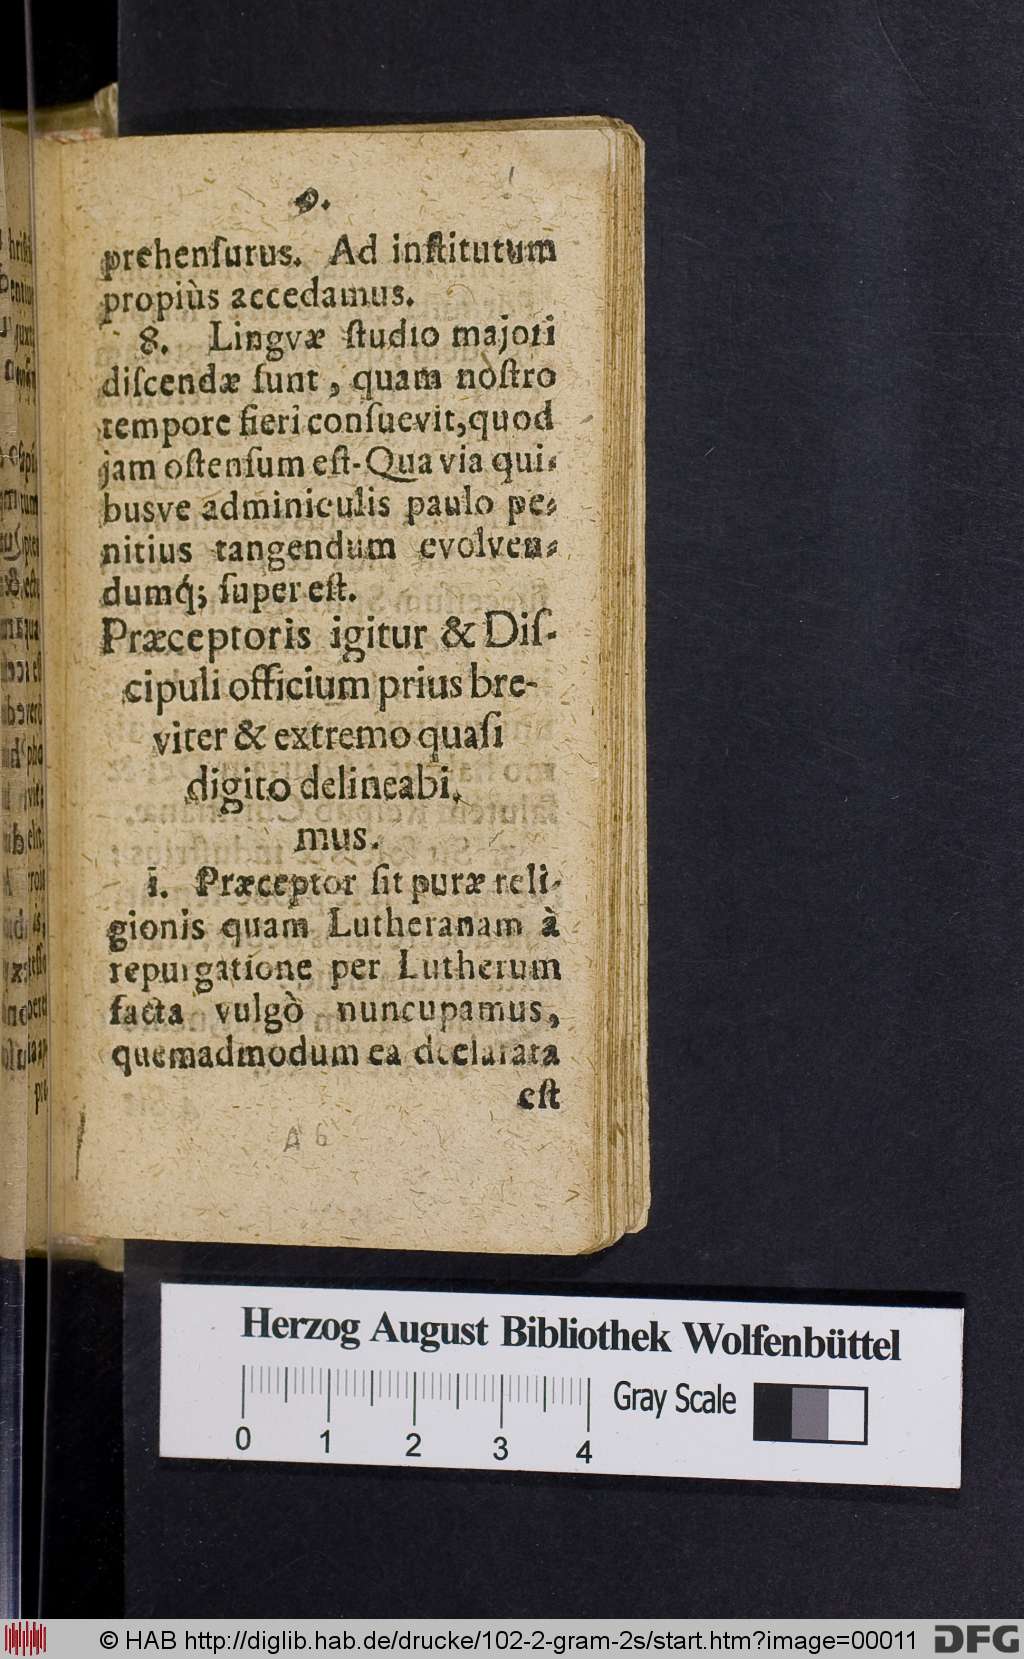 9.
prehenſurus. Ad inſtitutum
propiùs accedamus.
8. Lingvæ ſtudio majori
diſcendæ ſunt, quam noſtro
tempore fieri conſuevit, quod
jam oſtenſum eſt. Qua via qui-
busve adminiculis paulo pe-
nitius tangendum evolven-
dumq́; ſuper eſt.
Præceptoris igitur & Diſ-
cipuli officium prius bre-
viter & extremo quaſi
digito delineabi-
mus.
1. Præceptor ſit puræ reli-
gionis quam Lutheranam à
repurgatione per Lutherum
facta vulgò nuncupamus,
quemadmodum ea declarata
eſt
A 6
Herzog August Bibliothek Wolfenbüttel
Gray Scale
0 1 2 3 4
© HAB http://diglib.hab.de/drucke/102-2-gram-2s/start.htm?image=00011
DFG